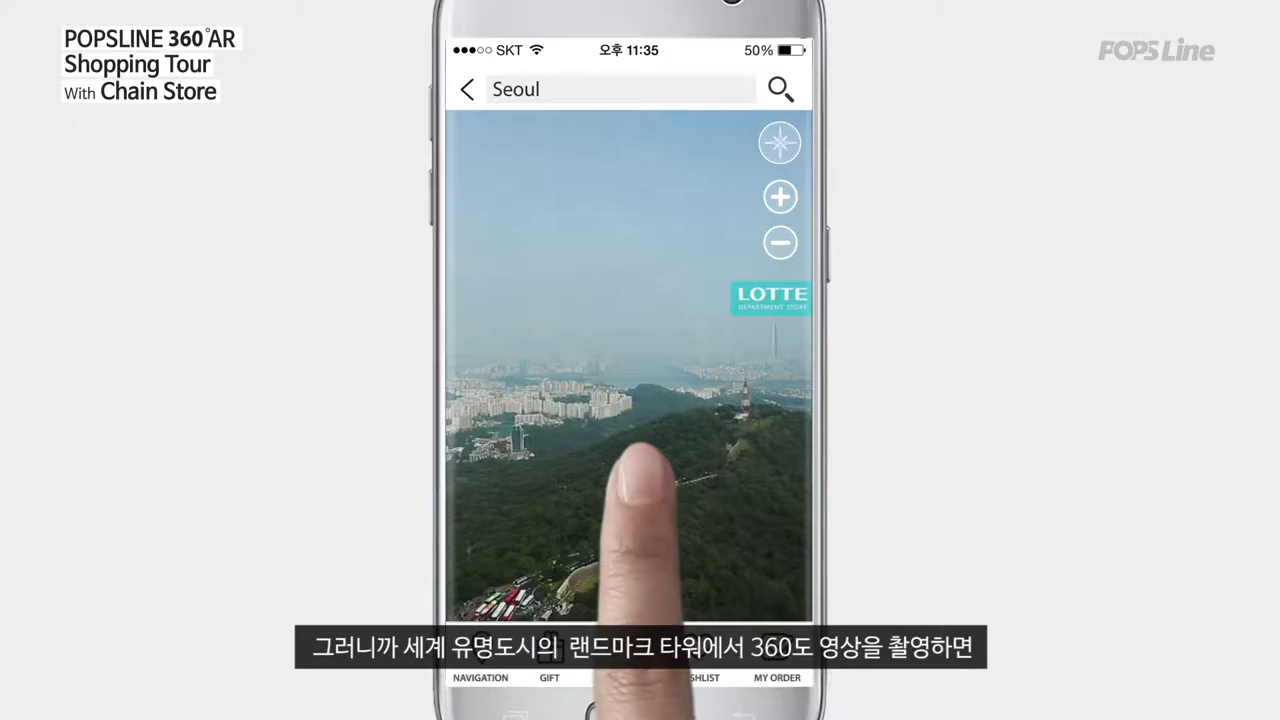 POPSLINE 360°AR
Shopping Tour
With Chain Store
POPS Line
SKT 오후 11:35 50%
Seoul
LOTTE
DEPARTMENT STORE
그러니까 세계 유명도시의 랜드마크 타워에서 360도 영상을 촬영하면
NAVIGATION GIFT SHLIST MY ORDER